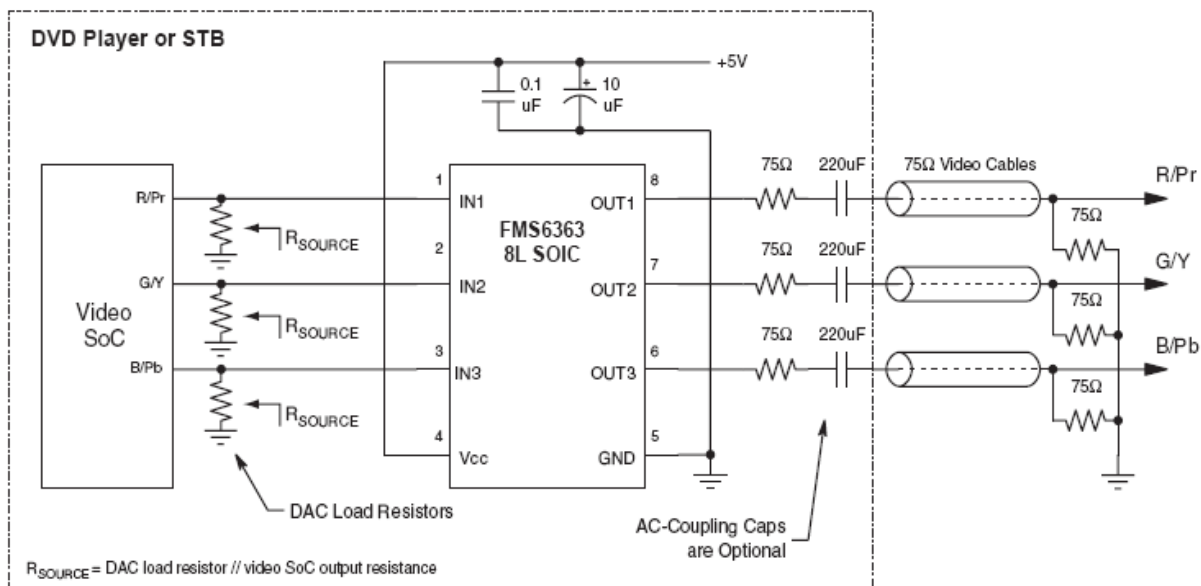 DVD Player or STB
+5V
0.1
uF
+
10
uF
75Ω
220uF
75Ω Video Cables
R/Pr
R/Pr
1
IN1
8
OUT1
FMS6363
8L SOIC
RSOURCE
75Ω
75Ω
220uF
G/Y
G/Y
2
IN2
7
OUT2
Video
SoC
RSOURCE
75Ω
75Ω
220uF
B/Pb
B/Pb
3
IN3
6
OUT3
RSOURCE
75Ω
4
Vcc
5
GND
DAC Load Resistors
AC-Coupling Caps
are Optional
RSOURCE = DAC load resistor // video SoC output resistance